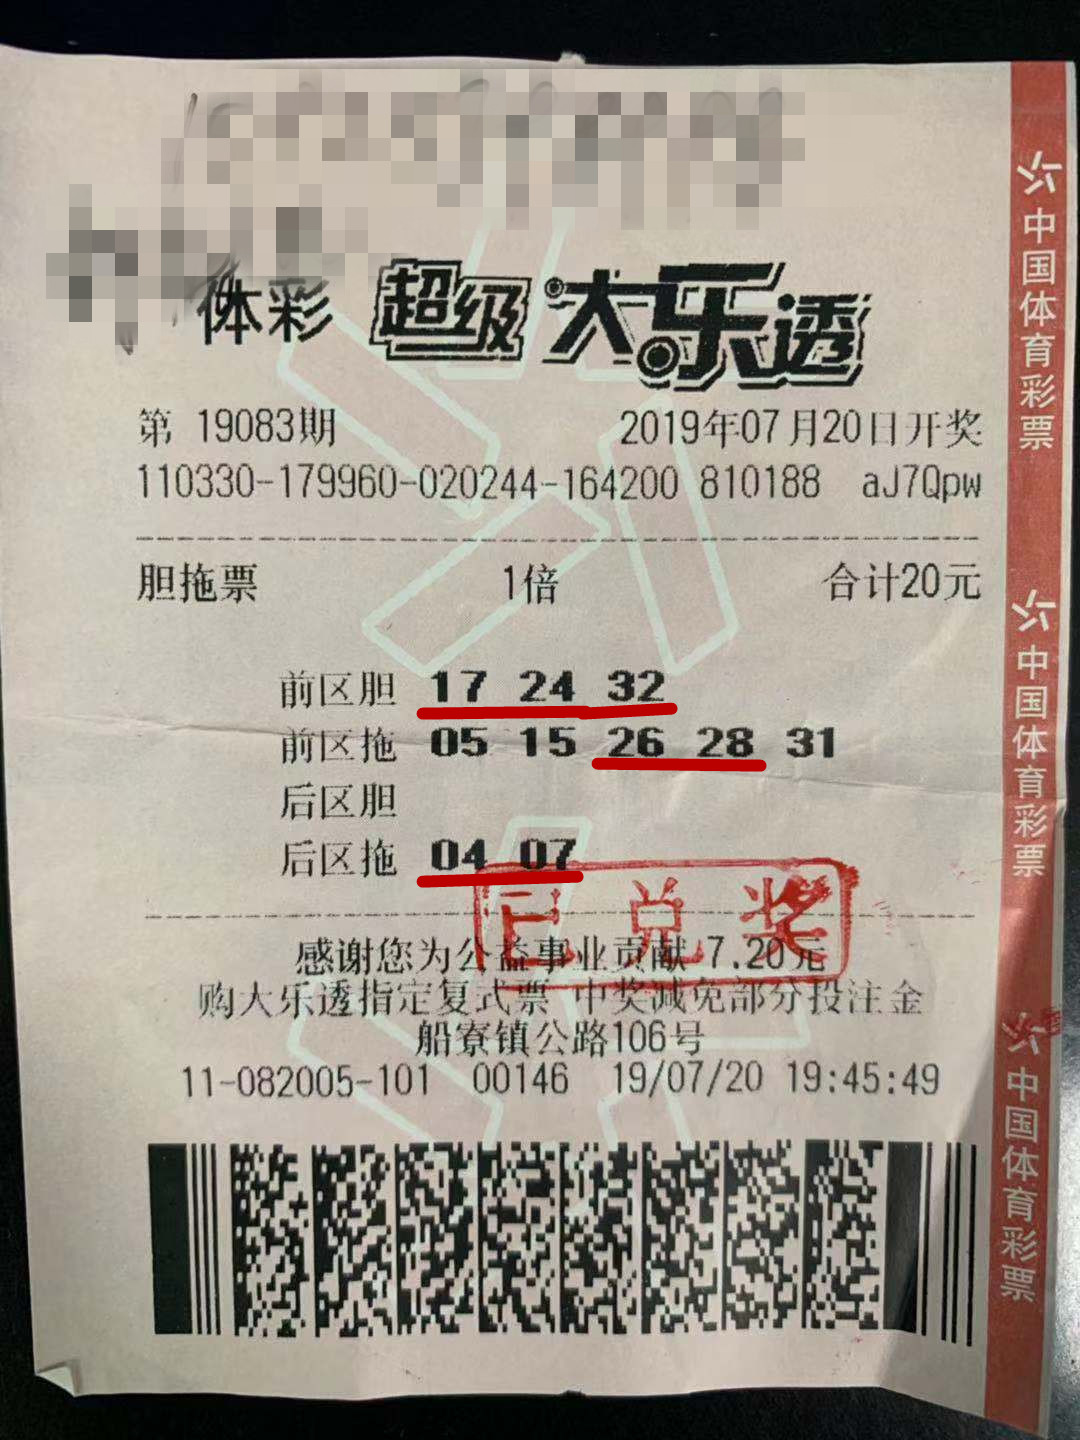 体彩 超级大乐透
第 19083期 2019年07月20日开奖
110330-179960-020244-164200 810188 aJ7Qpw
胆拖票 1倍 合计20元
前区胆 17 24 32
前区拖 05 15 26 28 31
后区胆
后区拖 04 07
已兑奖
感谢您为公益事业贡献 7.20元
购大乐透指定复式票 中奖减免部分投注金
船寮镇公路106号
11-082005-101 00146 19/07/20 19:45:49
中国体育彩票
中国体育彩票
中国体育彩票